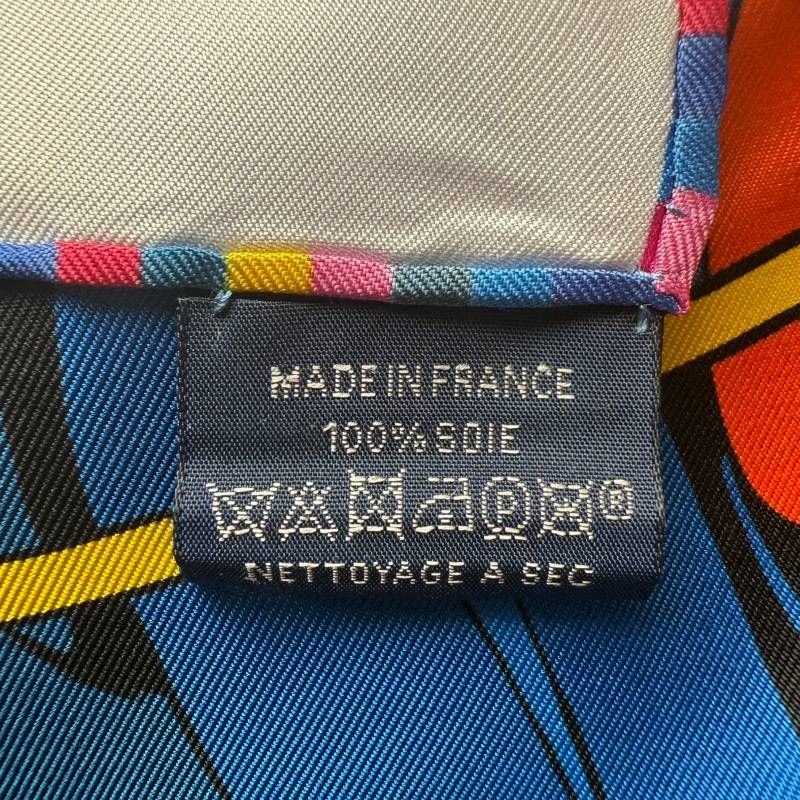 MADE IN FRANCE
100% SOIE
P ®
NETTOYAGE A SEC